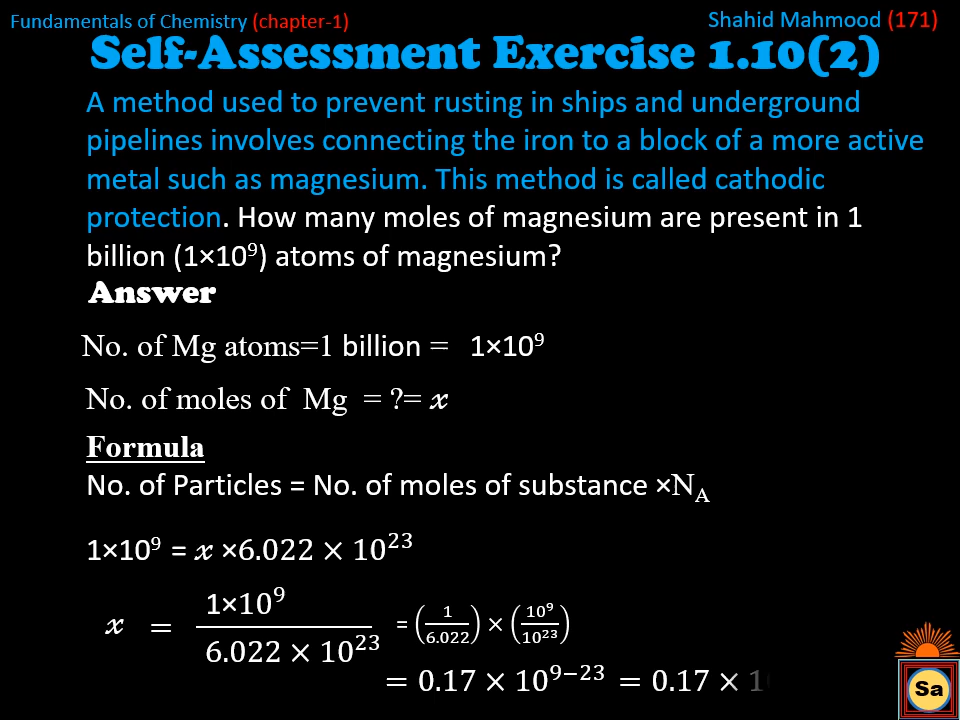 Fundamentals of Chemistry (chapter-1)
Shahid Mahmood (171)
Self-Assessment Exercise 1.10(2)
A method used to prevent rusting in ships and underground
pipelines involves connecting the iron to a block of a more active
metal such as magnesium. This method is called cathodic
protection. How many moles of magnesium are present in 1
billion (1×10⁹) atoms of magnesium?
Answer
No. of Mg atoms=1 billion = 1×10⁹
No. of moles of Mg = ?= 𝓍
Formula
No. of Particles = No. of moles of substance ×N_A
1×10⁹ = 𝓍 ×6.022 × 10²³
𝓍 = (1×10⁹)/(6.022 × 10²³) = (1/6.022) × (10⁹/10²³)
= 0.17 × 10⁹⁻²³ = 0.17 ×
Sa